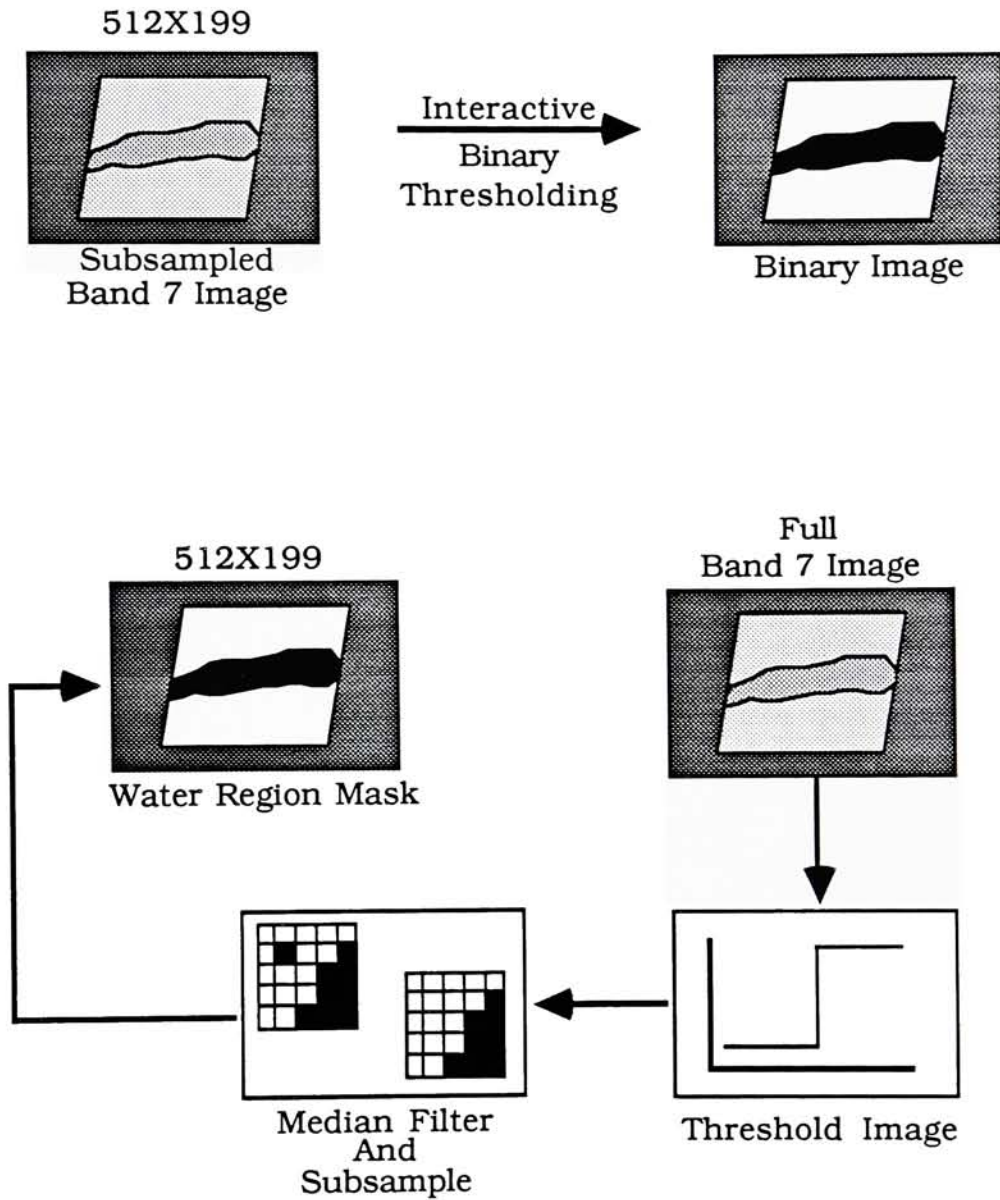 512X199
Subsampled
Band 7 Image
Interactive
Binary
Thresholding
Binary Image
512X199
Water Region Mask
Full
Band 7 Image
Median Filter
And
Subsample
Threshold Image